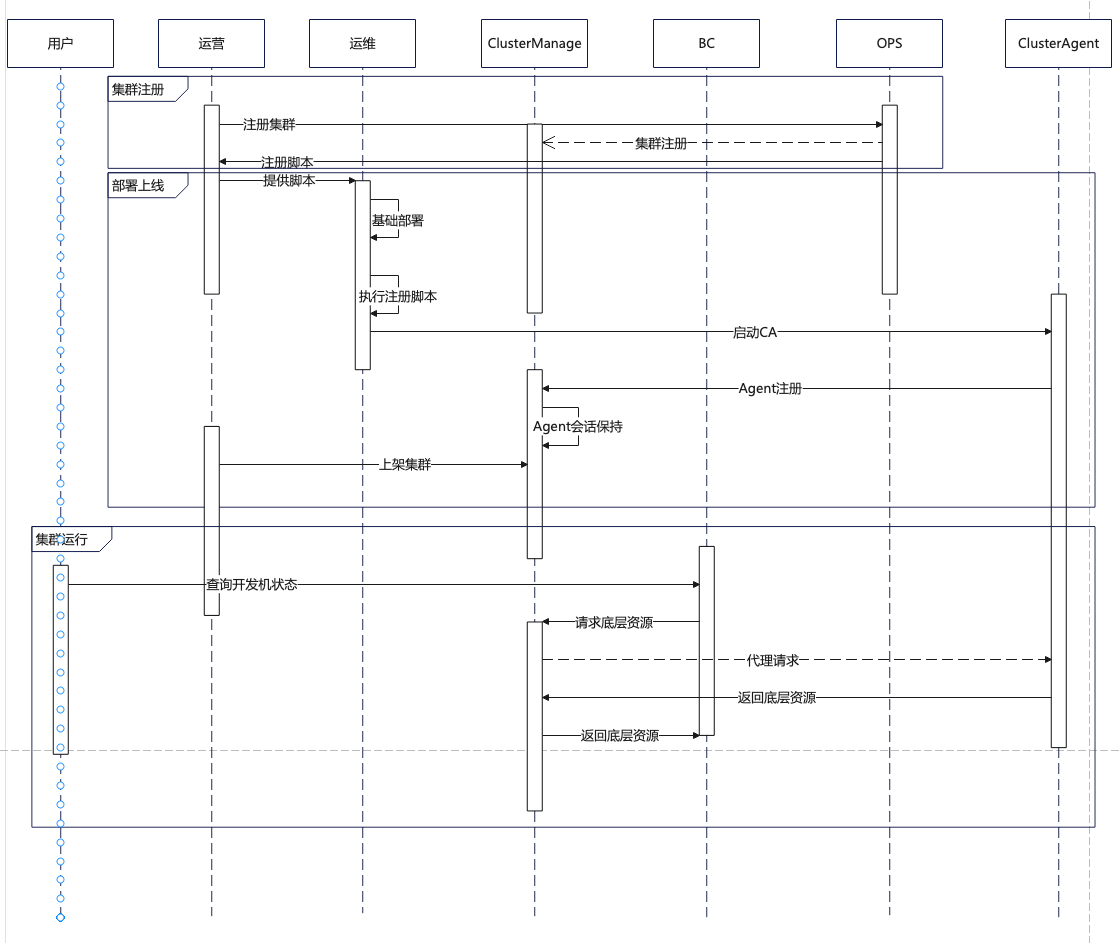 用户
运营
运维
ClusterManage
BC
OPS
ClusterAgent
集群注册
注册集群
集群注册
注册脚本
部署上线
提供脚本
基础部署
执行注册脚本
启动CA
Agent注册
Agent会话保持
上架集群
集群运行
查询开发机状态
请求底层资源
代理请求
返回底层资源
返回底层资源